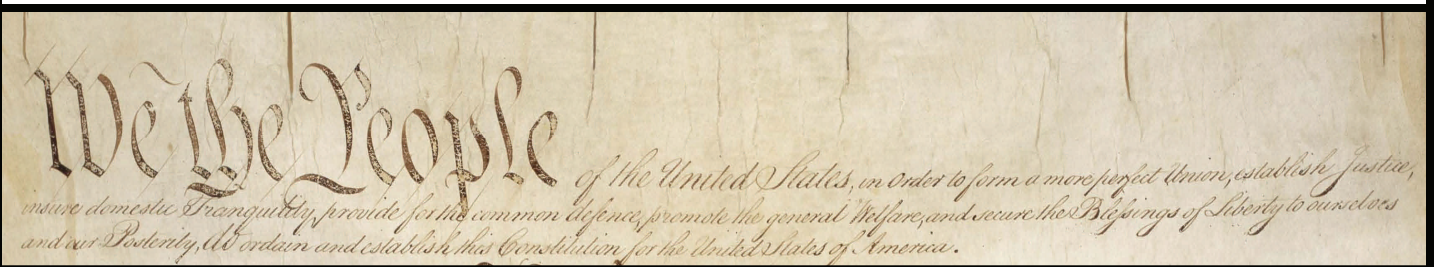 We the People of the United States, in Order to form a more perfect Union, establish Justice,
insure domestic Tranquility, provide for the common defence, promote the general Welfare, and secure the Blessings of Liberty to ourselves
and our Posterity, do ordain and establish this Constitution for the United States of America.